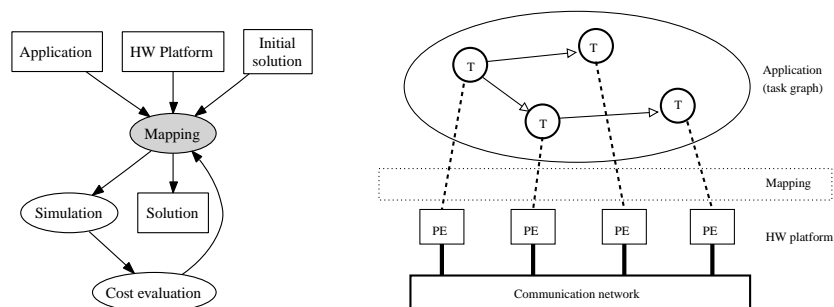 Application
HW Platform
Initial
solution
Mapping
Simulation
Solution
Cost evaluation
T
T
T
T
Application
(task graph)
Mapping
PE
PE
PE
PE
HW platform
Communication network